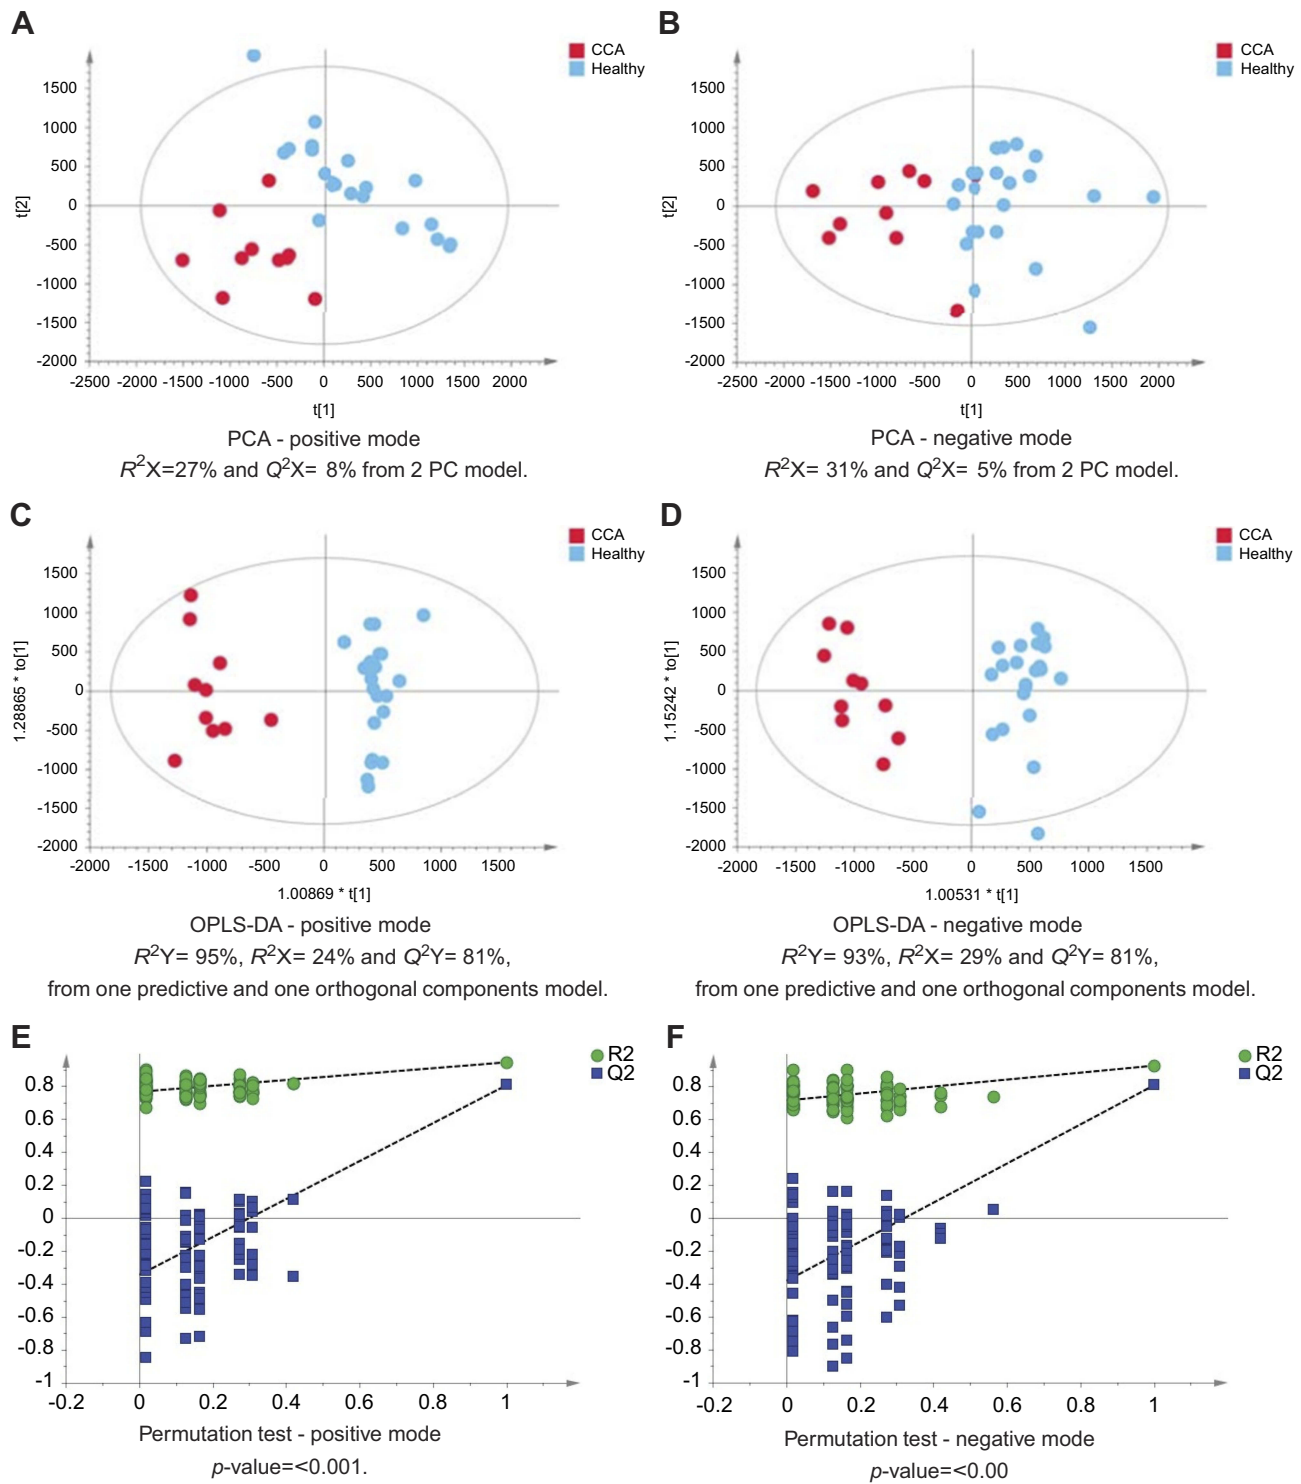 A
CCA
Healthy
1500
1000
500
0
-500
-1000
-1500
-2000
t[2]
-2500 -2000 -1500 -1000 -500 0 500 1000 1500 2000
t[1]
PCA - positive mode
R2X=27% and Q2X= 8% from 2 PC model.
B
CCA
Healthy
1500
1000
500
0
-500
-1000
-1500
-2000
t[2]
-2500 -2000 -1500 -1000 -500 0 500 1000 1500 2000
t[1]
PCA - negative mode
R2X= 31% and Q2X= 5% from 2 PC model.
C
CCA
Healthy
1500
1000
500
0
-500
-1000
-1500
-2000
1.28865 * to[1]
-2000 -1500 -1000 -500 0 500 1000 1500
1.00869 * t[1]
OPLS-DA - positive mode
R2Y= 95%, R2X= 24% and Q2Y= 81%,
from one predictive and one orthogonal components model.
D
CCA
Healthy
1500
1000
500
0
-500
-1000
-1500
-2000
1.15242 * to[1]
-2000 -1500 -1000 -500 0 500 1000 1500
1.00531 * t[1]
OPLS-DA - negative mode
R2Y= 93%, R2X= 29% and Q2Y= 81%,
from one predictive and one orthogonal components model.
E
R2
Q2
0.8
0.6
0.4
0.2
0
-0.2
-0.4
-0.6
-0.8
-1
-0.2 0 0.2 0.4 0.6 0.8 1
Permutation test - positive mode
p-value=<0.001.
F
R2
Q2
0.8
0.6
0.4
0.2
0
-0.2
-0.4
-0.6
-0.8
-1
-0.2 0 0.2 0.4 0.6 0.8 1
Permutation test - negative mode
p-value=<0.00